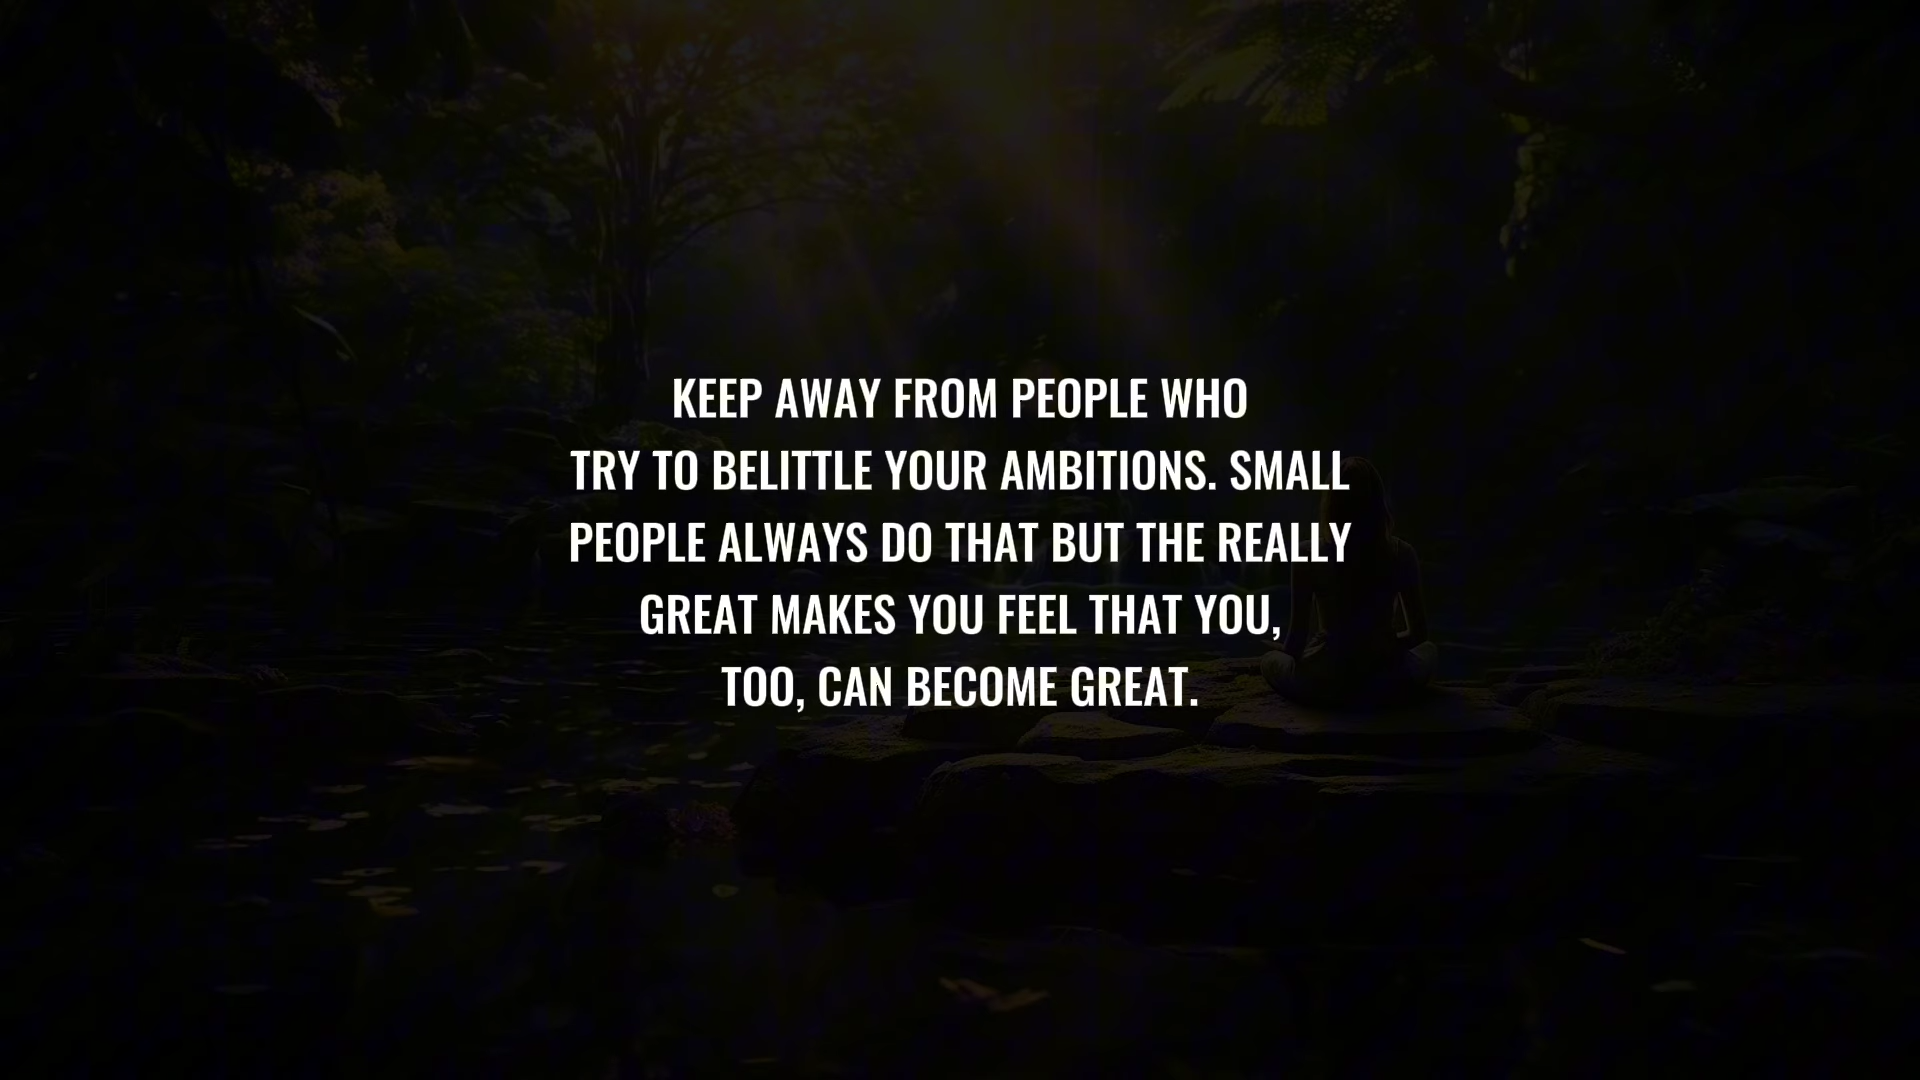 KEEP AWAY FROM PEOPLE WHO
TRY TO BELITTLE YOUR AMBITIONS. SMALL
PEOPLE ALWAYS DO THAT BUT THE REALLY
GREAT MAKES YOU FEEL THAT YOU,
TOO, CAN BECOME GREAT.